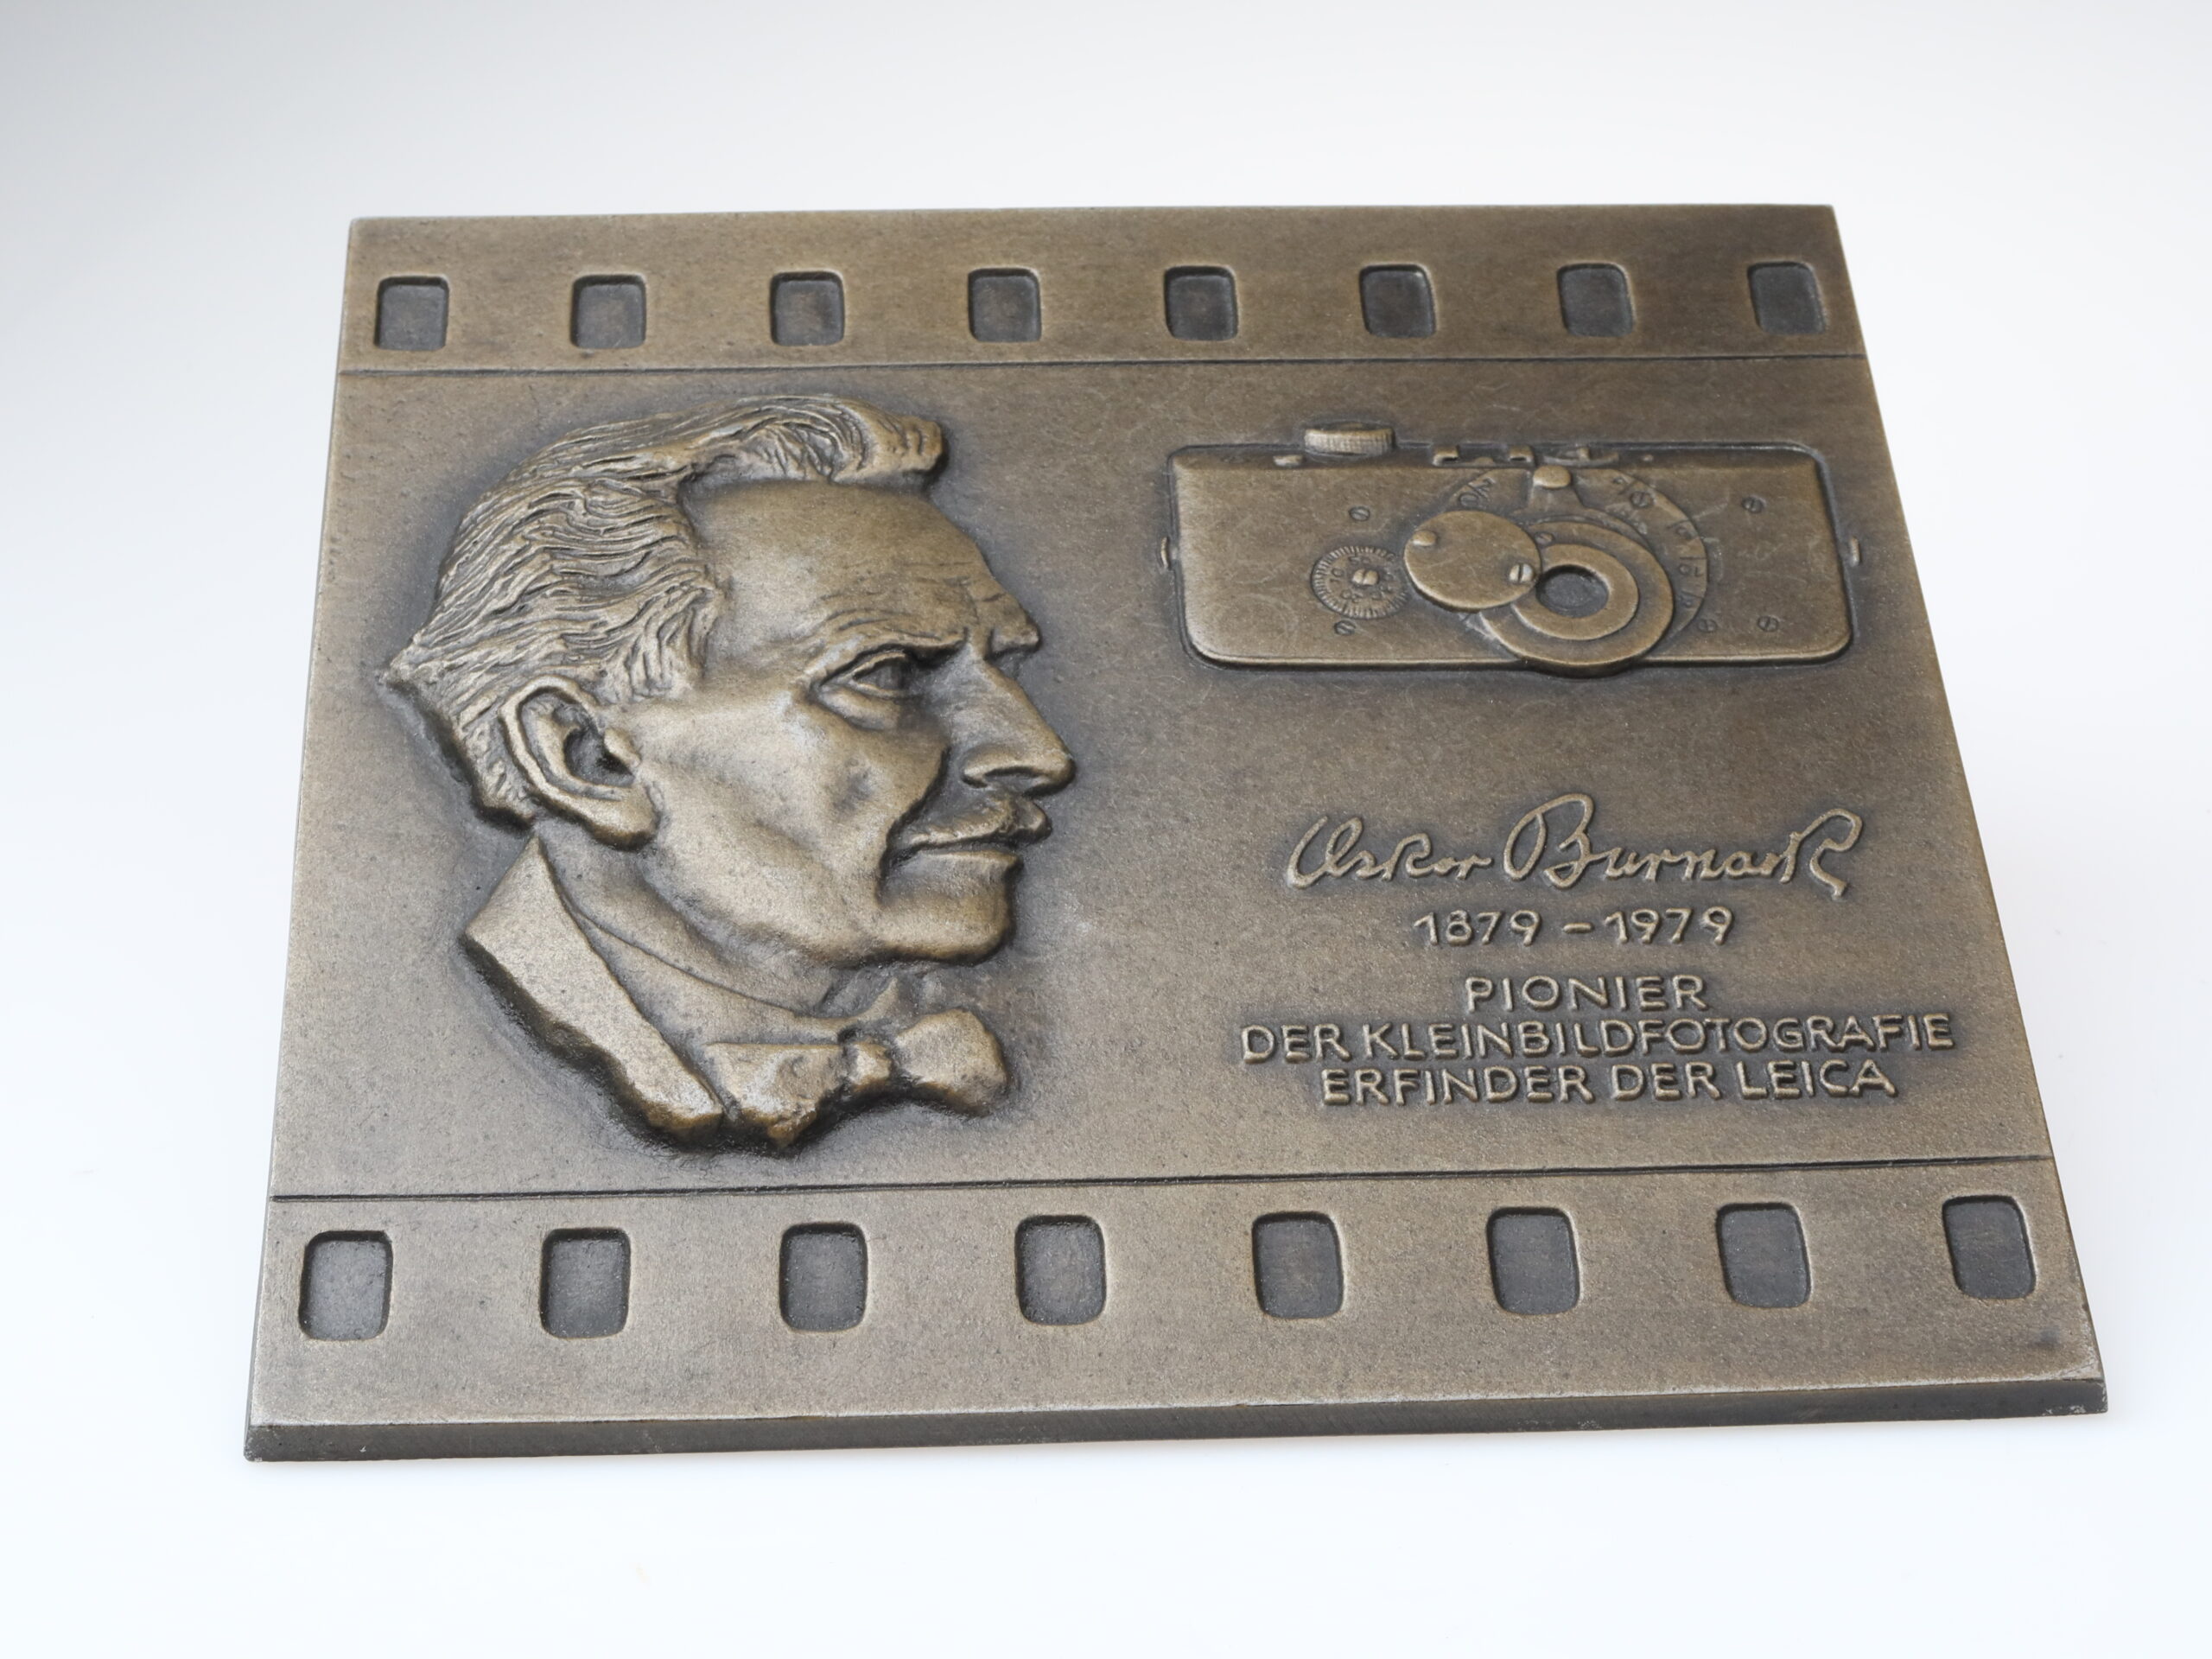 Oskar Barnack
1879 – 1979
PIONIER
DER KLEINBILDFOTOGRAFIE
ERFINDER DER LEICA